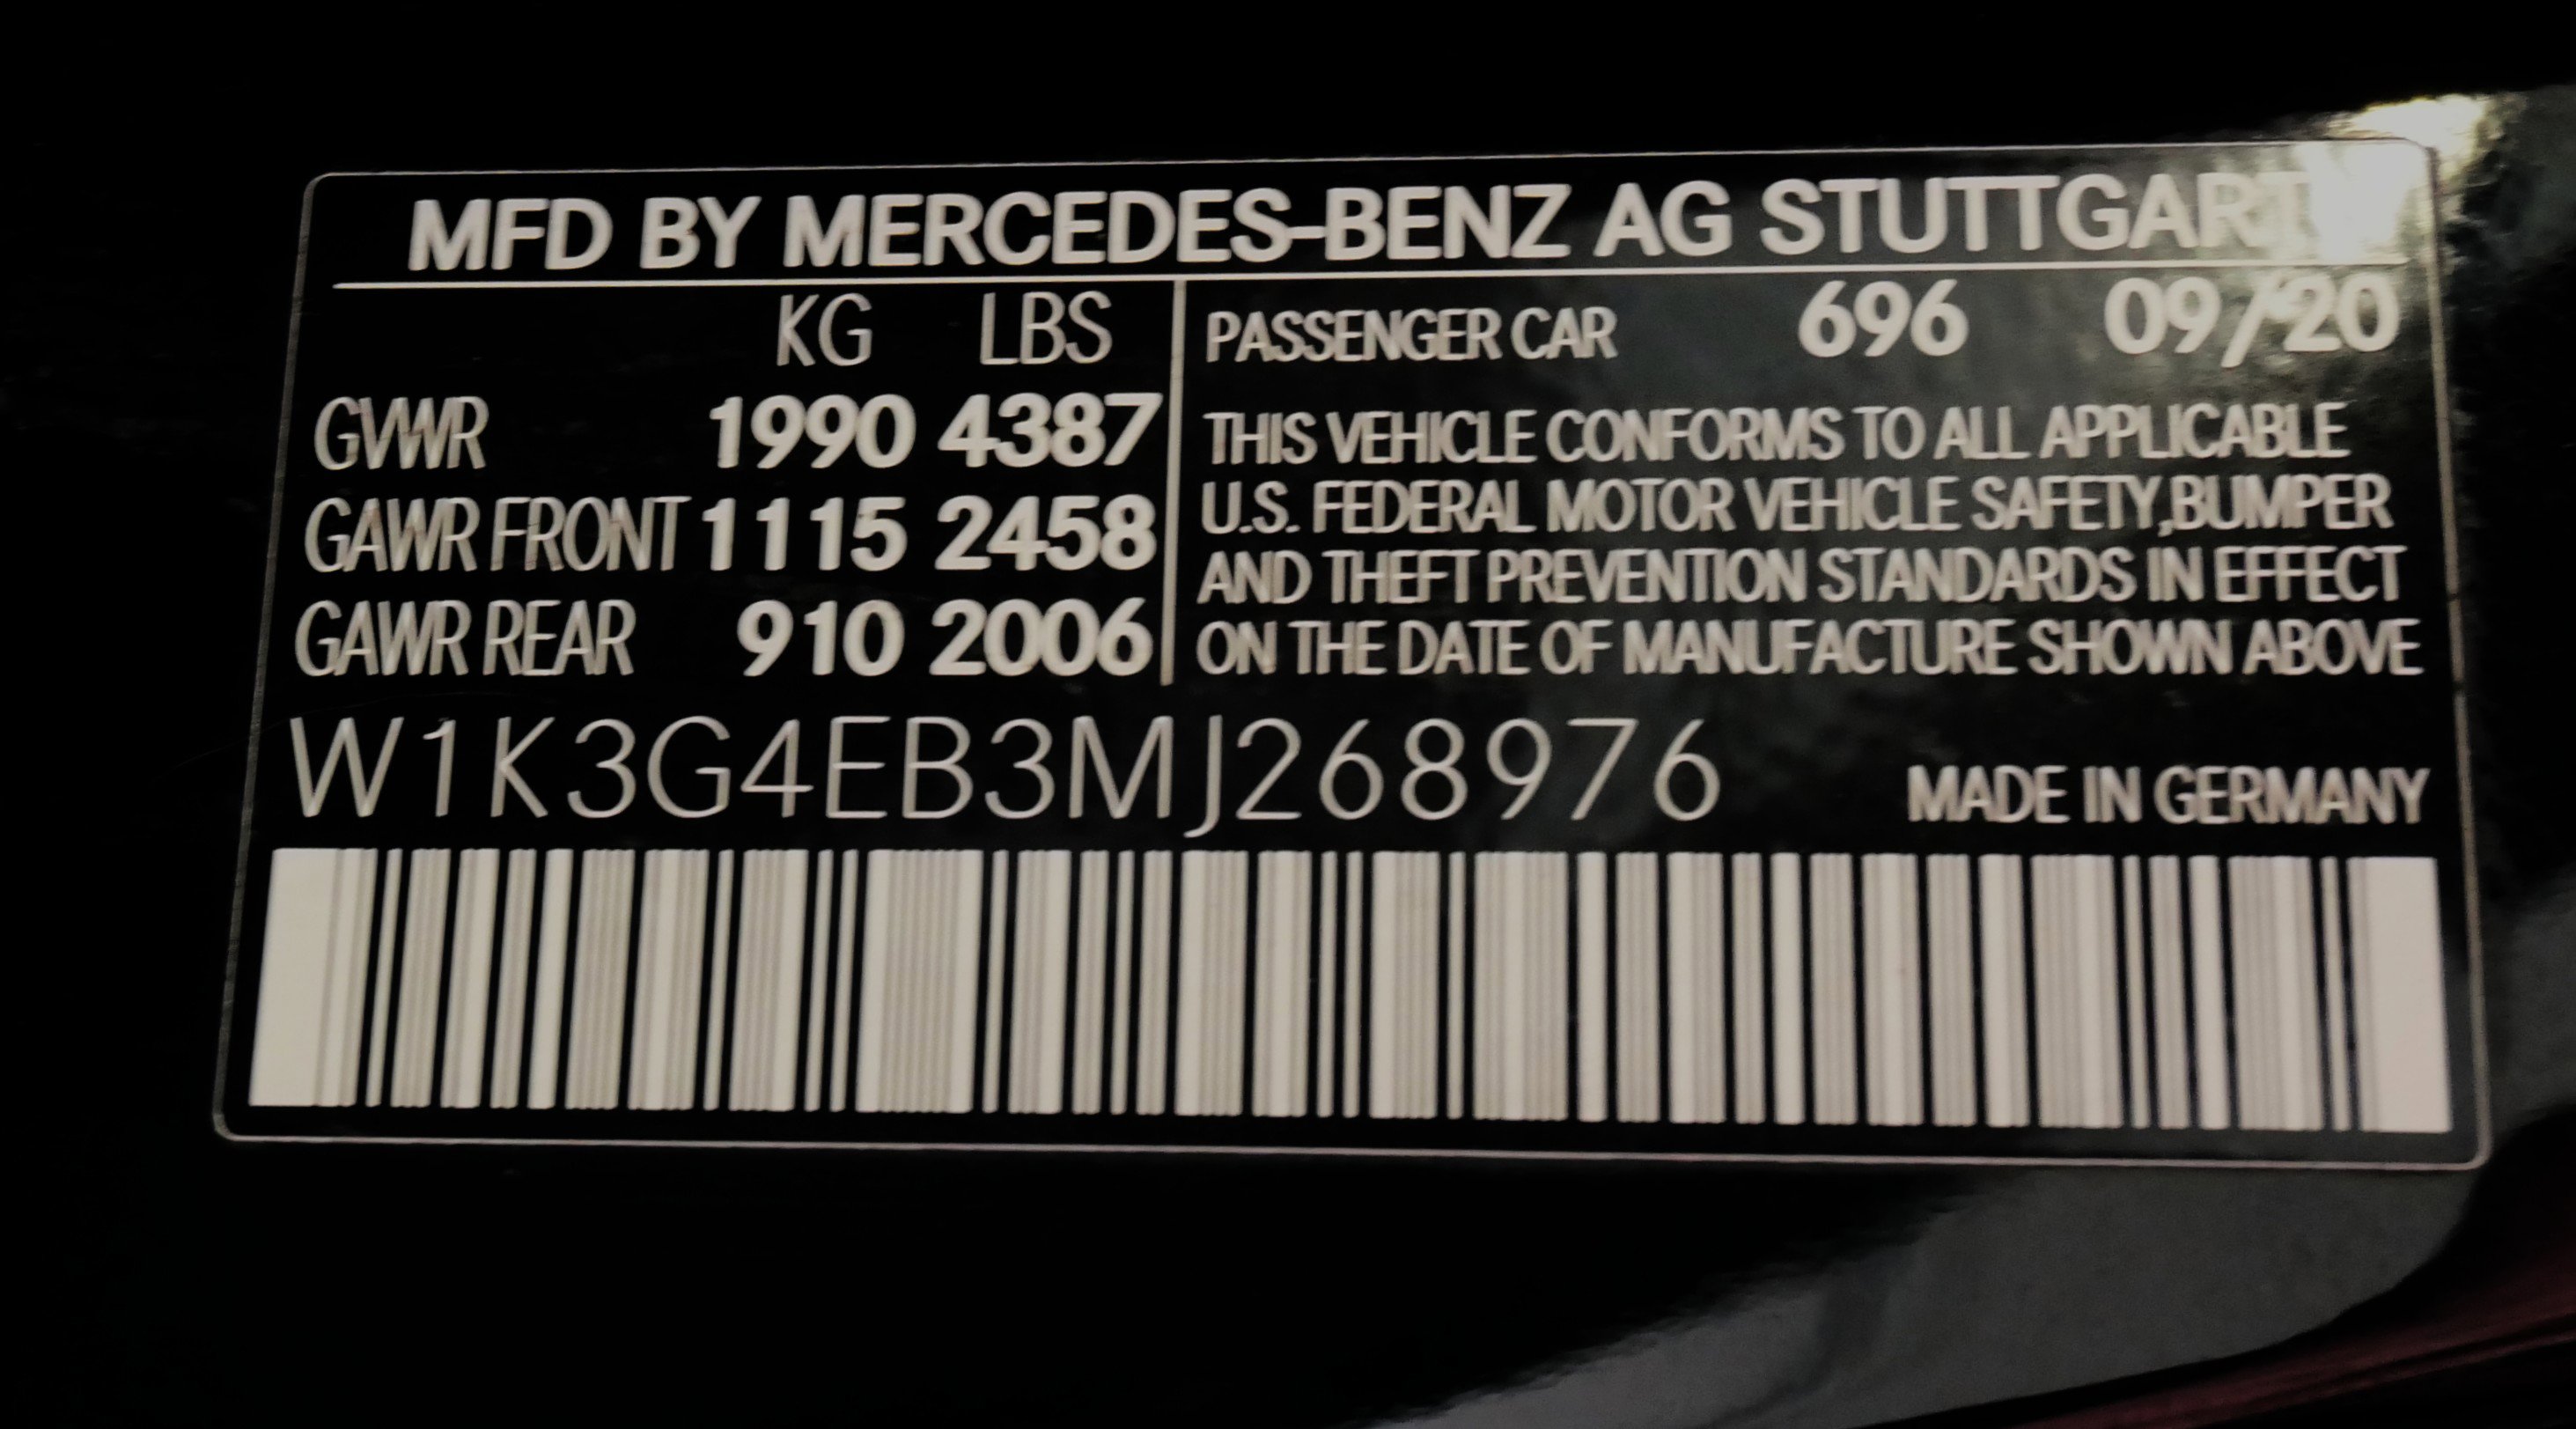 MFD BY MERCEDES-BENZ AG STUTTGART
KG LBS
GVWR 1990 4387
GAWR FRONT 1115 2458
GAWR REAR 910 2006
PASSENGER CAR 696 09/20
THIS VEHICLE CONFORMS TO ALL APPLICABLE
U.S. FEDERAL MOTOR VEHICLE SAFETY,BUMPER
AND THEFT PREVENTION STANDARDS IN EFFECT
ON THE DATE OF MANUFACTURE SHOWN ABOVE
W1K3G4EB3MJ268976
MADE IN GERMANY